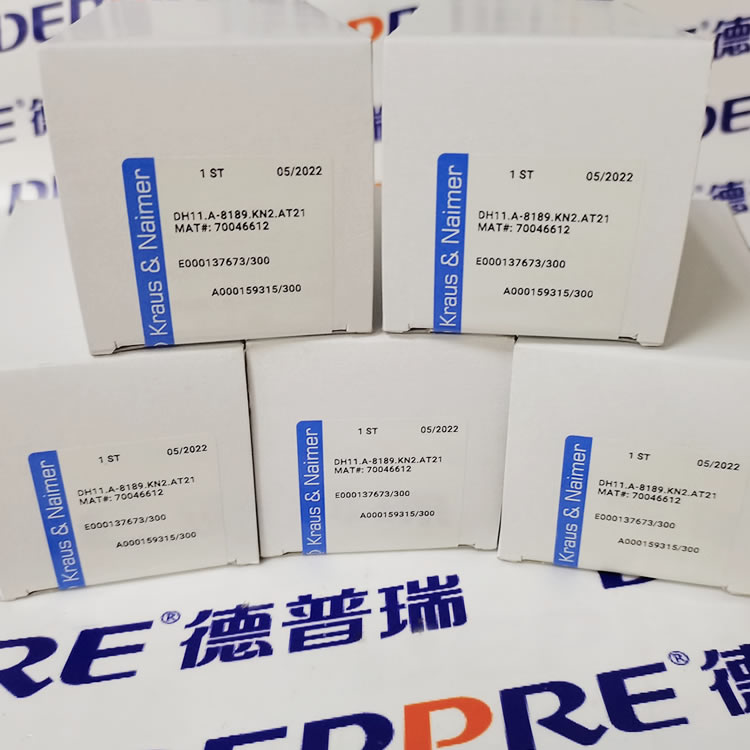 DEPPRE®德
Kraus & Naimer
1 ST 05/2022
DH11.A-8189.KN2.AT21
MAT#: 70046612
E000137673/300
A000159315/300
Kraus & Naimer
1 ST 05/2022
DH11.A-8189.KN2.AT21
MAT#: 70046612
E000137673/300
A000159315/300
Kraus & Naimer
1 ST 05/2022
DH11.A-8189.KN2.AT21
MAT#: 70046612
E000137673/300
A000159315/300
Kraus & Naimer
1 ST 05/2022
DH11.A-8189.KN2.AT21
MAT#: 70046612
E000137673/300
A000159315/300
Kraus & Naimer
1 ST 05/2022
DH11.A-8189.KN2.AT21
MAT#: 70046612
E000137673/300
A000159315/300
PRE®德普瑞
DEPPRE®德